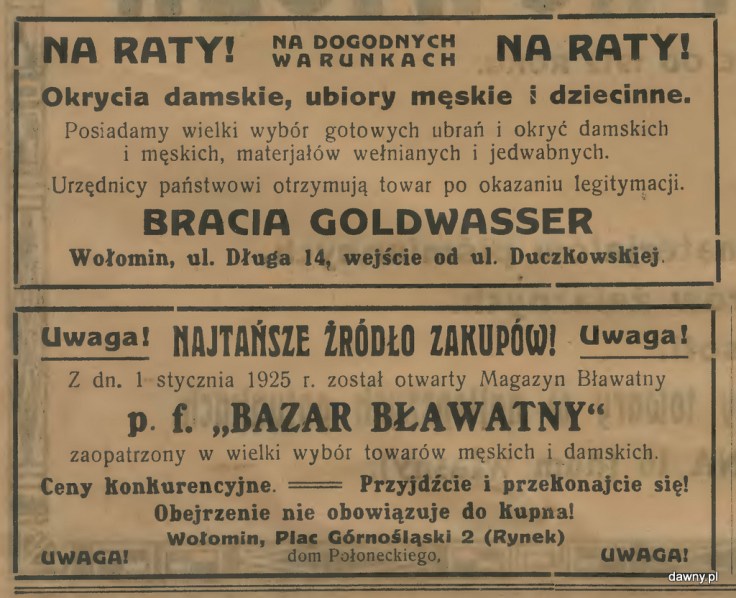 NA RATY! NA DOGODNYCH WARUNKACH NA RATY!
Okrycia damskie, ubiory męskie i dziecinne.
Posiadamy wielki wybór gotowych ubrań i okryć damskich
i męskich, materjałów wełnianych i jedwabnych.
Urzędnicy państwowi otrzymują towar po okazaniu legitymacji.
BRACIA GOLDWASSER
Wołomin, ul. Długa 14, wejście od ul. Duczkowskiej.
Uwaga! NAJTAŃSZE ŹRÓDŁO ZAKUPÓW! Uwaga!
Z dn. 1 stycznia 1925 r. został otwarty Magazyn Bławatny
p. f. „BAZAR BŁAWATNY“
zaopatrzony w wielki wybór towarów męskich i damskich.
Ceny konkurencyjne. Przyjdźcie i przekonajcie się!
Obejrzenie nie obowiązuje do kupna!
Wołomin, Plac Górnośląski 2 (Rynek)
UWAGA! dom Połoneckiego. UWAGA!
dawny.pl